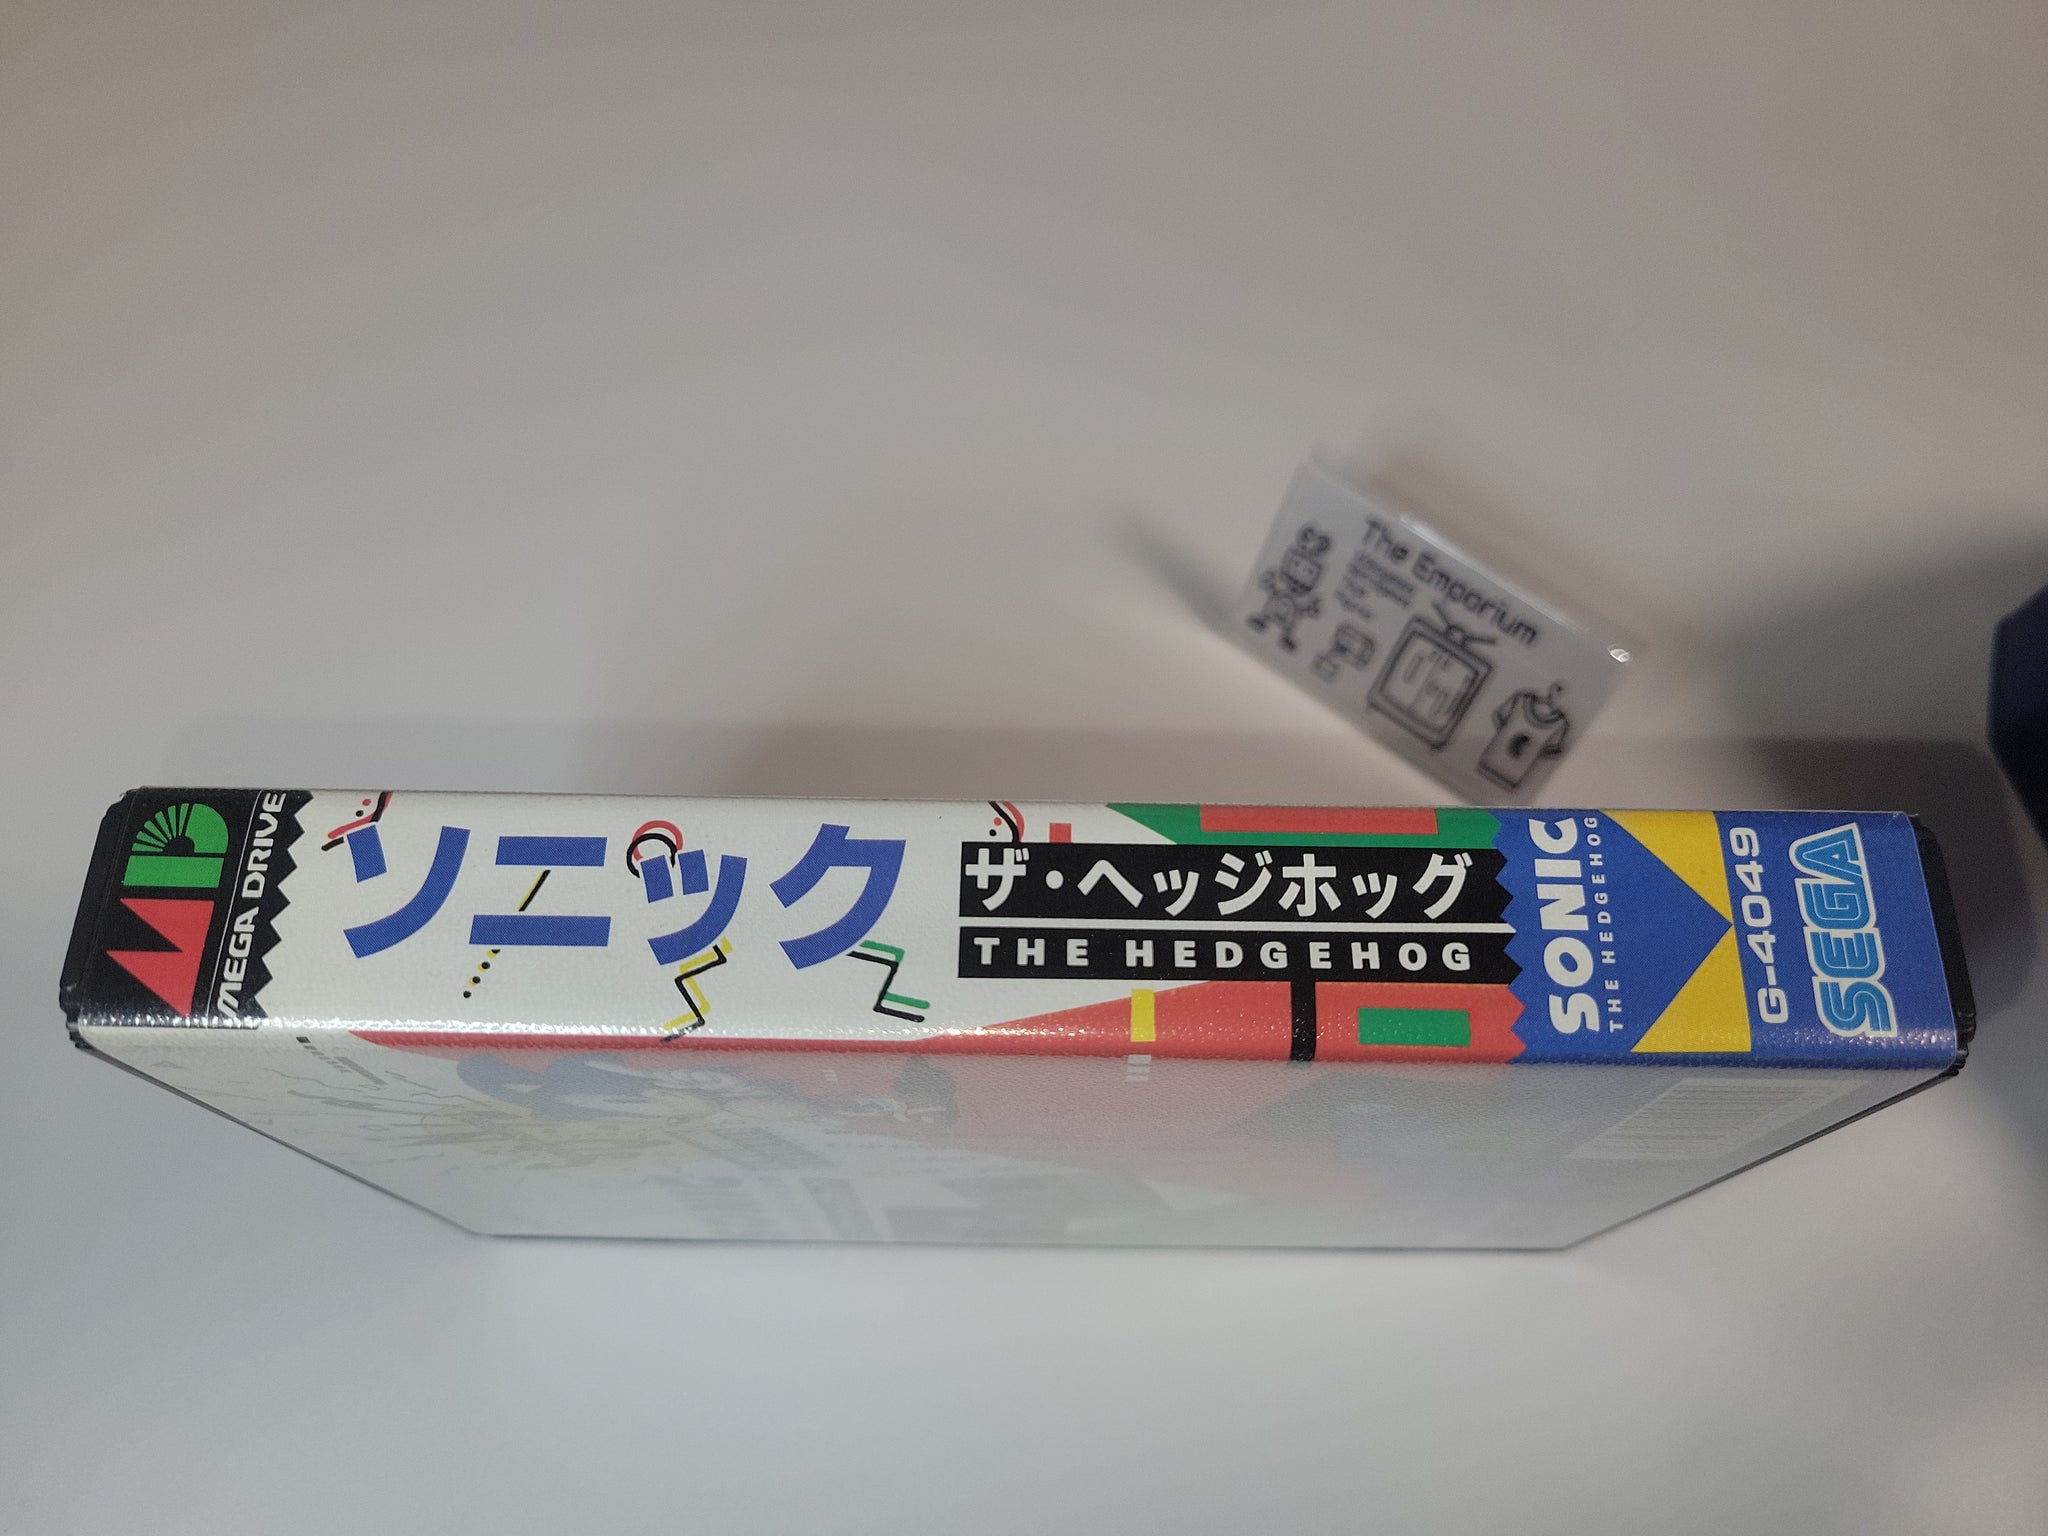 The Emporium
MEGA DRIVE
ソニック
ザ・ヘッジホッグ
THE HEDGEHOG
SONIC
THE HEDGEHOG
G-4049
SEGA